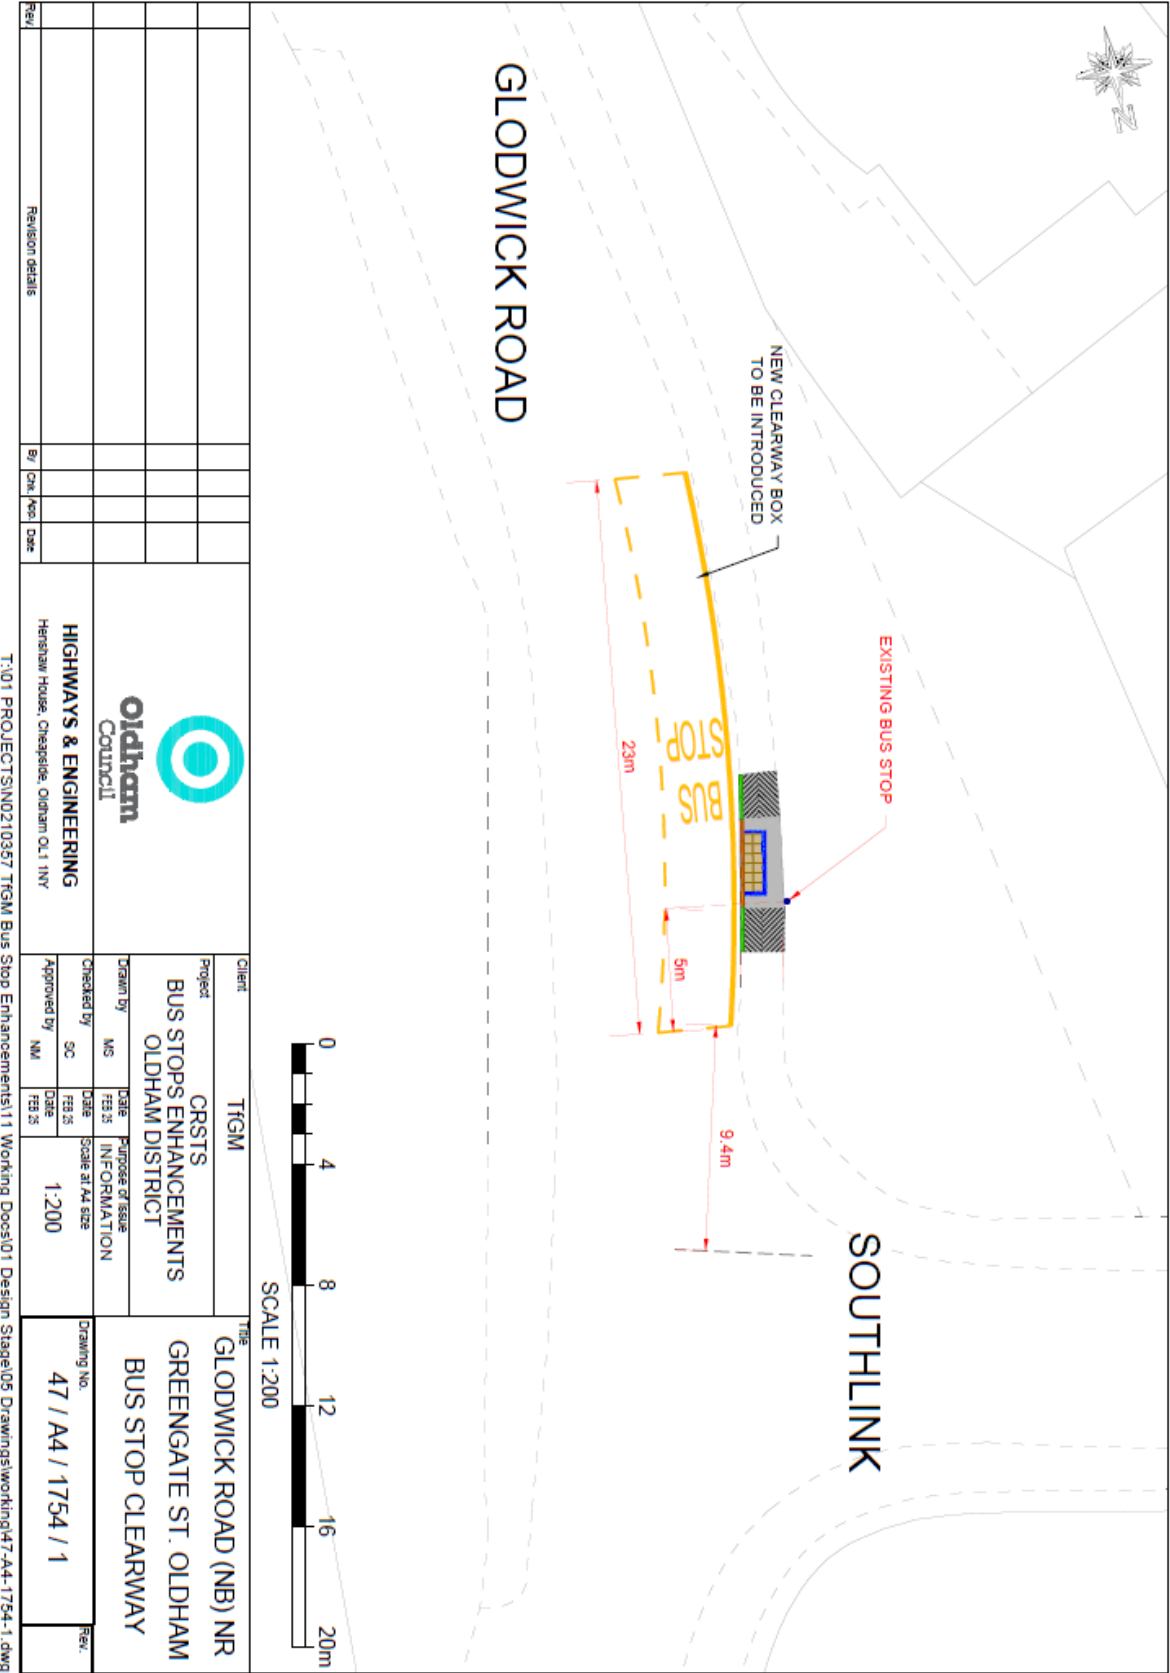 N
GLODWICK ROAD
NEW CLEARWAY BOX
TO BE INTRODUCED
EXISTING BUS STOP
BUS
STOP
23m
5m
9.4m
SOUTHLINK
0 4 8 12 16 20m
SCALE 1:200
Rev.
Revision details
By
Chk.
App.
Date
Oldham
Council
HIGHWAYS & ENGINEERING
Henshaw House, Cheapside, Oldham OL1 1NY
Client
TfGM
Project
CRSTS
BUS STOPS ENHANCEMENTS
OLDHAM DISTRICT
Drawn by
MS
Date
FEB 25
Purpose of Issue
INFORMATION
Checked by
SC
Date
FEB 25
Scale at A4 size
1:200
Approved by
NM
Date
FEB 25
Title
GLODWICK ROAD (NB) NR
GREENGATE ST. OLDHAM
BUS STOP CLEARWAY
Drawing No.
47 / A4 / 1754 / 1
Rev.
T:\01 PROJECTS\N0210357 TfGM Bus Stop Enhancements\11 Working Docs\01 Design Stage\05 Drawings\working\47-A4-1754-1.dwg